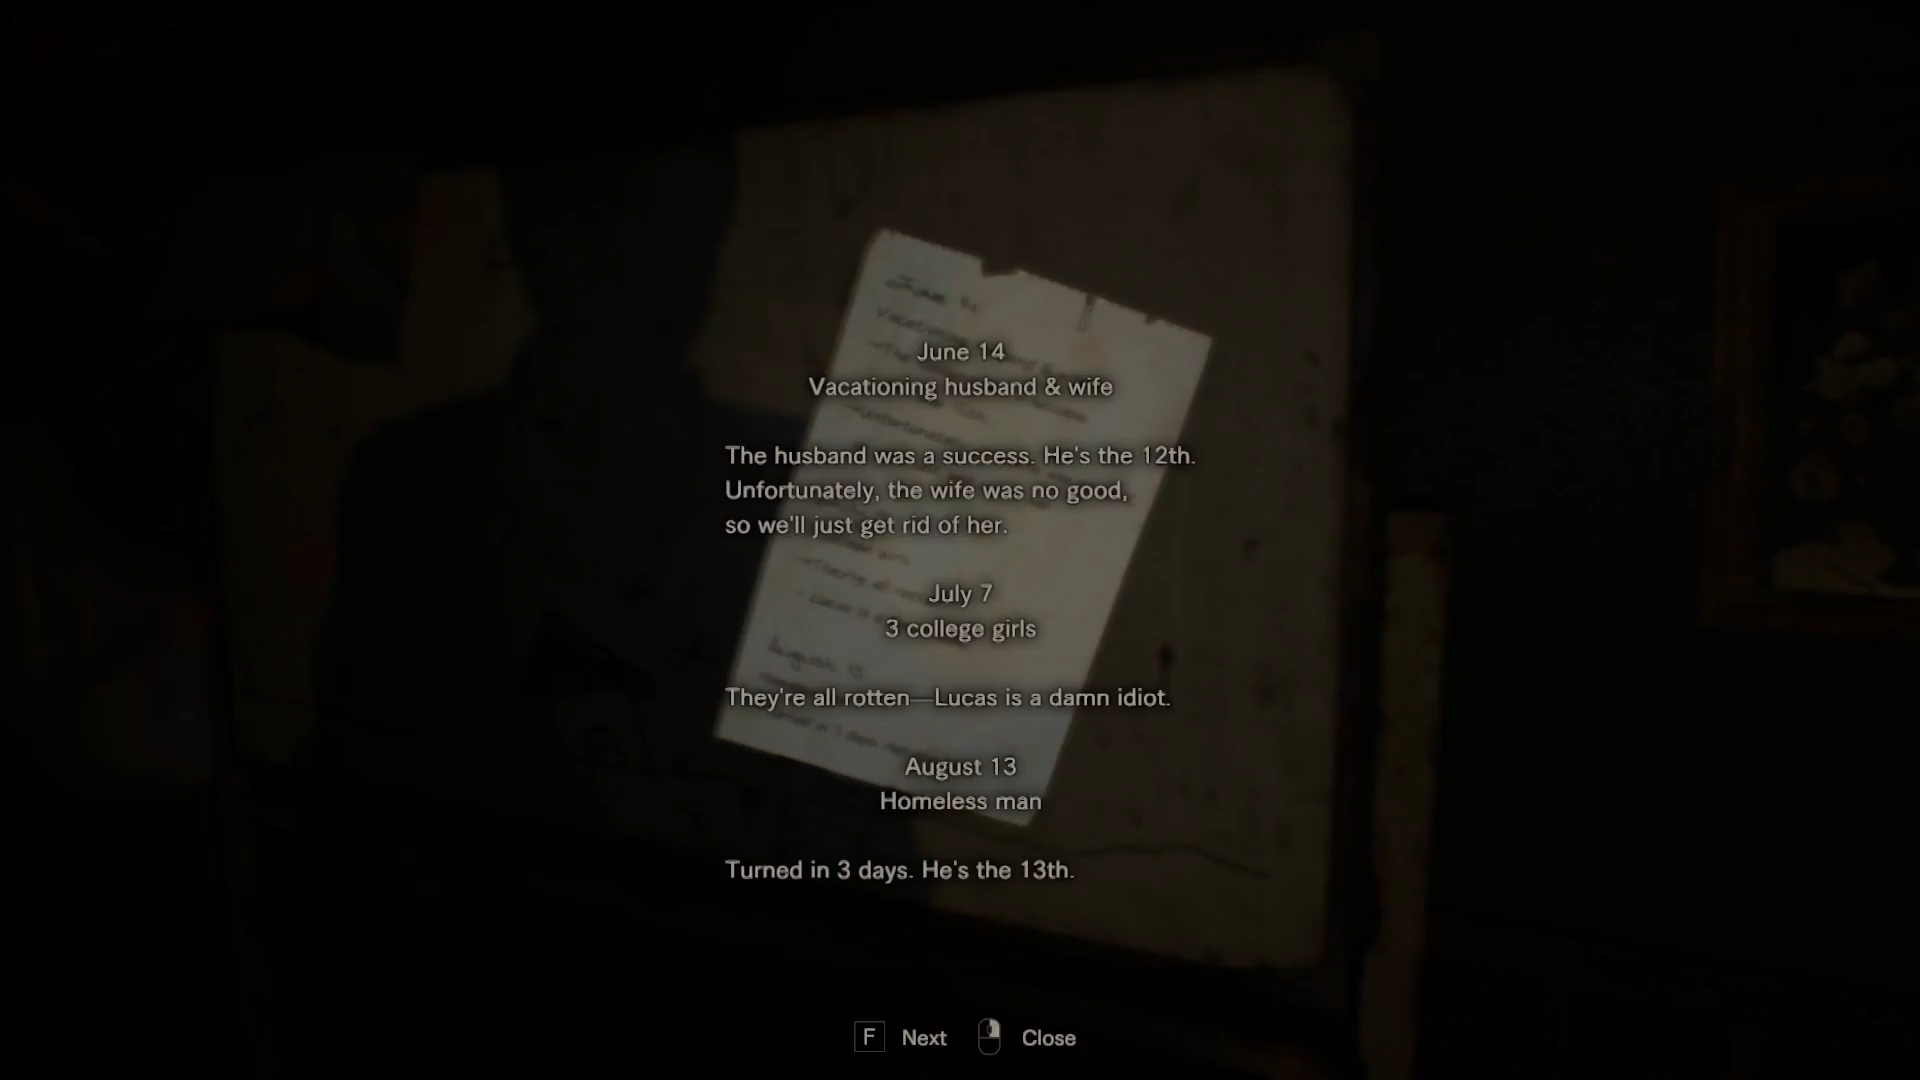 June 14
Vacationing husband & wife
The husband was a success. He's the 12th.
Unfortunately, the wife was no good,
so we'll just get rid of her.
July 7
3 college girls
They're all rotten—Lucas is a damn idiot.
August 13
Homeless man
Turned in 3 days. He's the 13th.
F Next Close